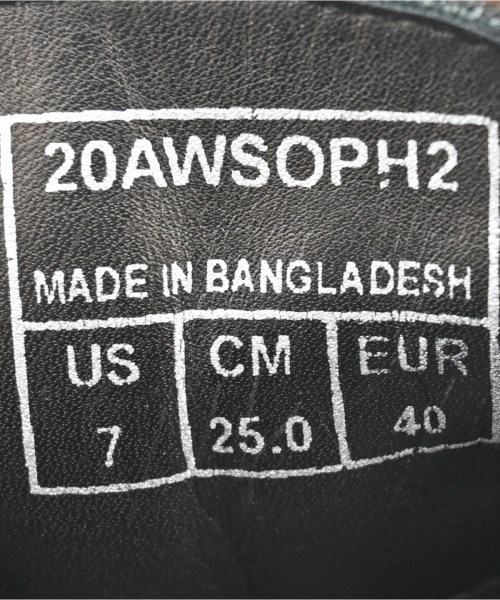 20AWSOPH2
MADE IN BANGLADESH
US CM EUR
7 25.0 40